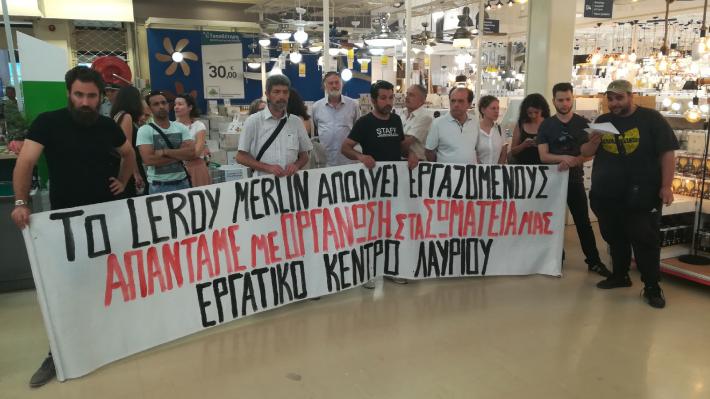 30,00
STAFF
ΤΟ LEROY MERLIN ΑΠΟΛΥΕΙ ΕΡΓΑΖΟΜΕΝΟΥΣ
ΑΠΑΝΤΑΜΕ ΜΕ ΟΡΓΑΝΩΣΗ ΣΤΑ ΣΩΜΑΤΕΙΑ ΜΑΣ
ΕΡΓΑΤΙΚΟ ΚΕΝΤΡΟ ΛΑΥΡΙΟΥ